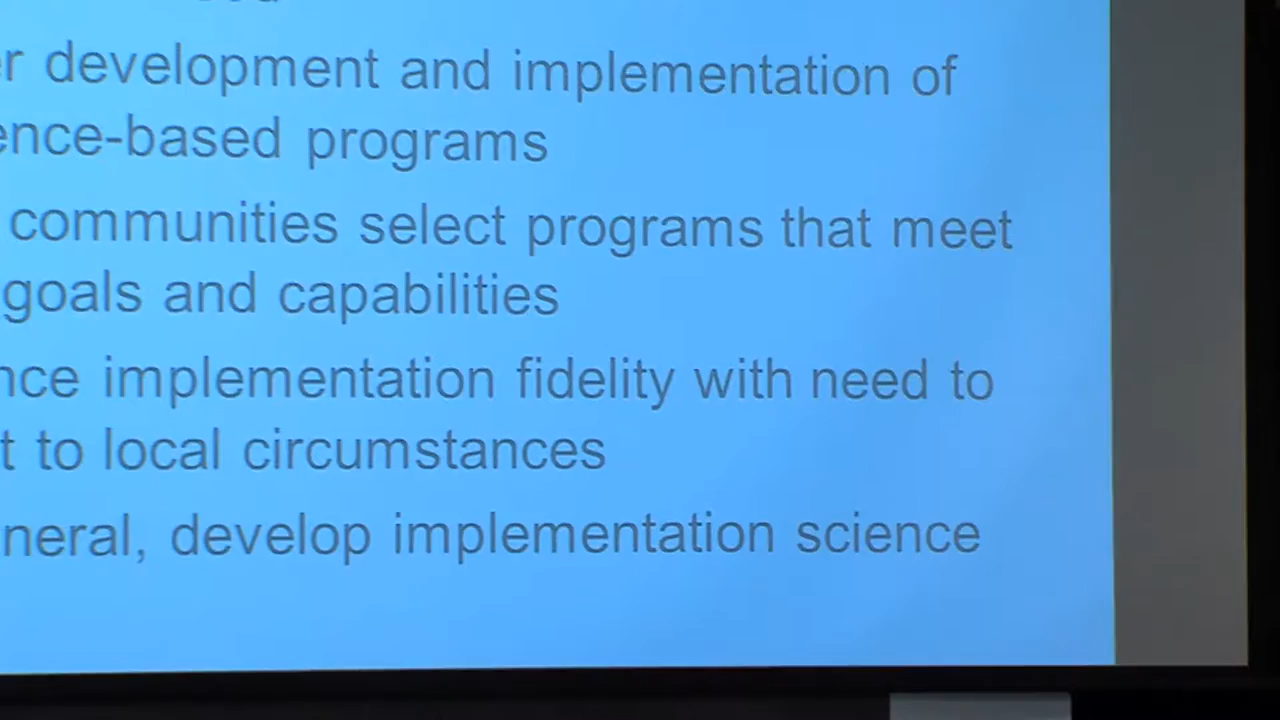 r development and implementation of
ence-based programs
communities select programs that meet
goals and capabilities
nce implementation fidelity with need to
t to local circumstances
neral, develop implementation science